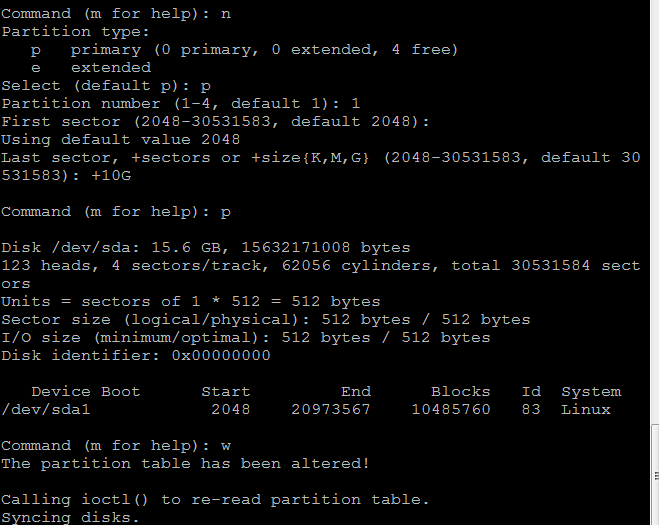 Command (m for help): n
Partition type:
   p   primary (0 primary, 0 extended, 4 free)
   e   extended
Select (default p): p
Partition number (1-4, default 1): 1
First sector (2048-30531583, default 2048):
Using default value 2048
Last sector, +sectors or +size{K,M,G} (2048-30531583, default 30
531583): +10G
Command (m for help): p
Disk /dev/sda: 15.6 GB, 15632171008 bytes
123 heads, 4 sectors/track, 62056 cylinders, total 30531584 sect
ors
Units = sectors of 1 * 512 = 512 bytes
Sector size (logical/physical): 512 bytes / 512 bytes
I/O size (minimum/optimal): 512 bytes / 512 bytes
Disk identifier: 0x00000000
   Device Boot      Start         End      Blocks   Id  System
/dev/sda1            2048    20973567    10485760   83  Linux
Command (m for help): w
The partition table has been altered!
Calling ioctl() to re-read partition table.
Syncing disks.